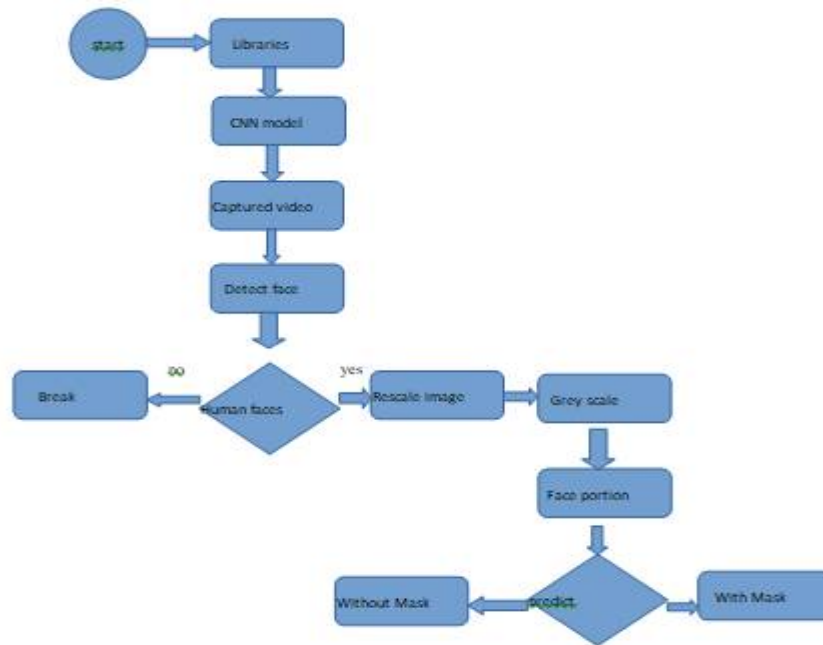 start
Libraries
CNN model
Captured video
Detect face
no
yes
Break
Human faces
Rescale Image
Grey scale
Face portion
Without Mask
predict
With Mask